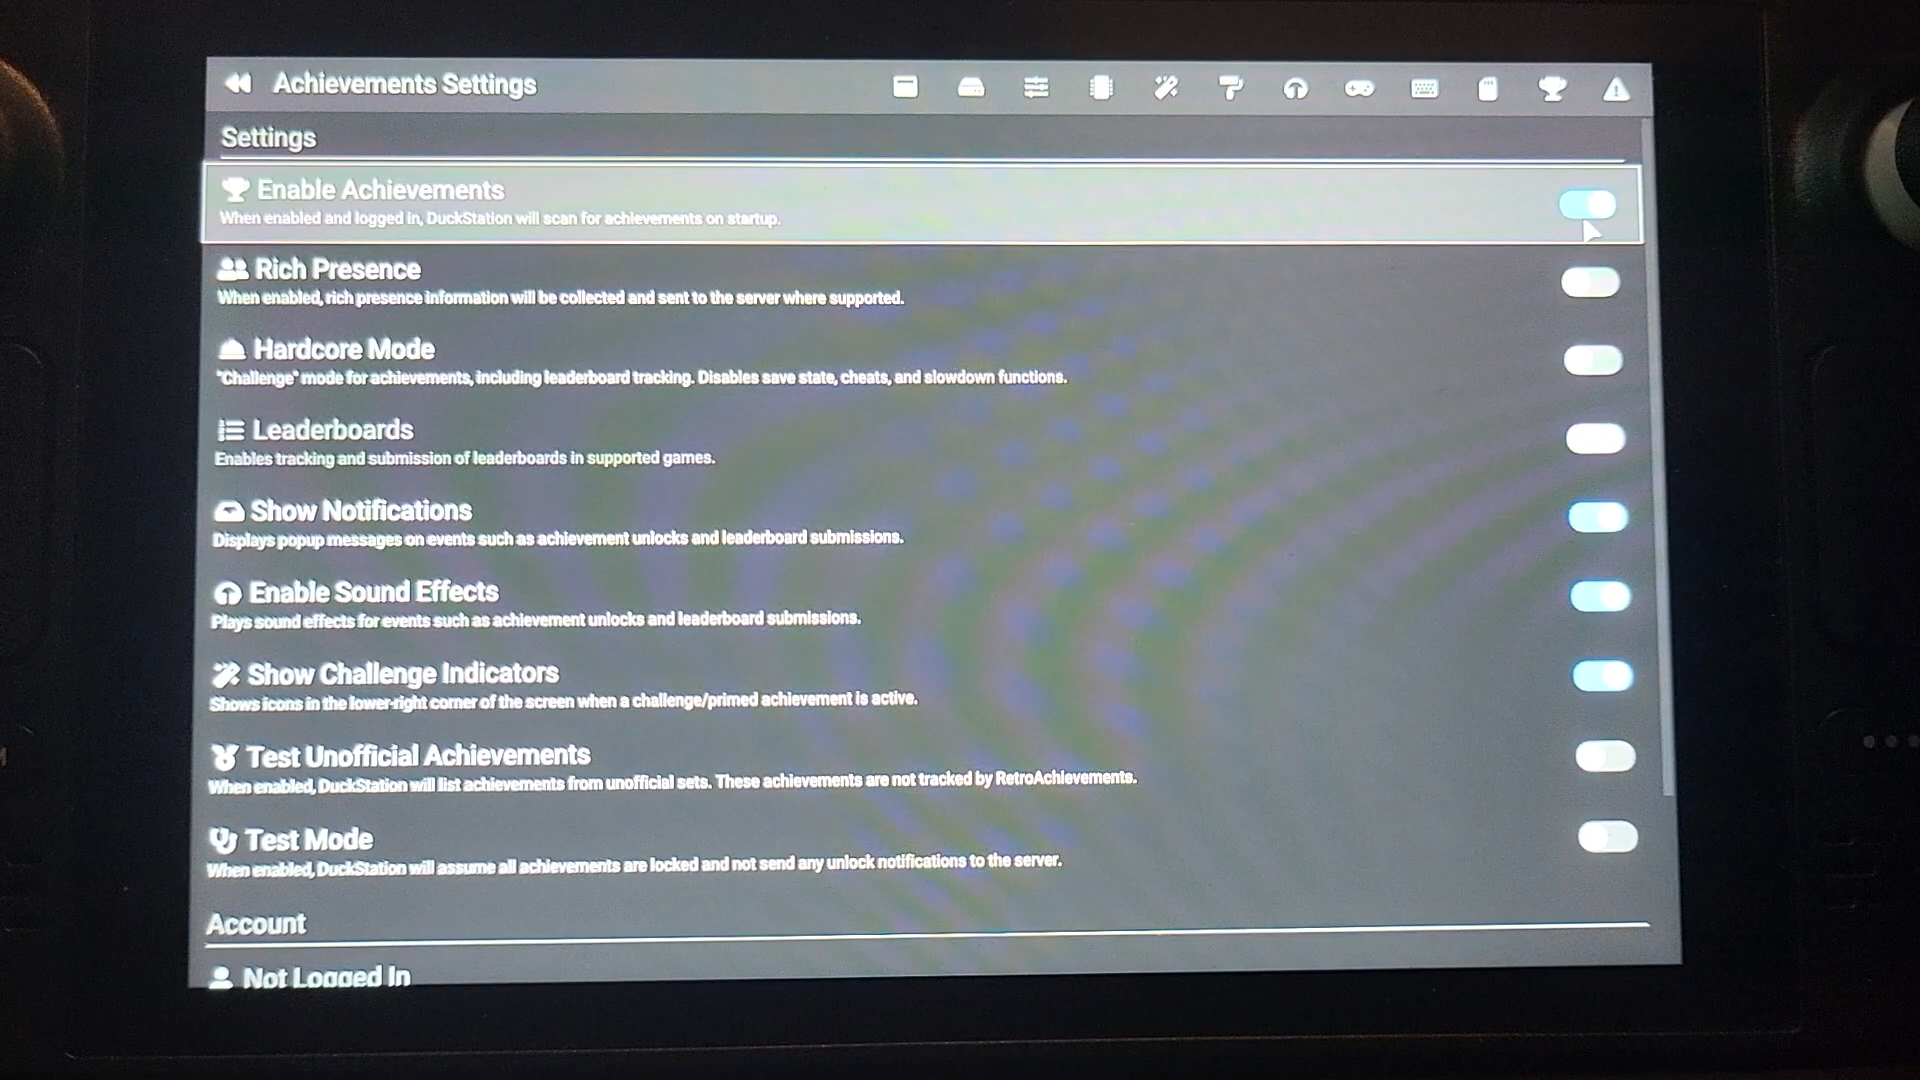 Achievements Settings
Settings
Enable Achievements
When enabled and logged in, DuckStation will scan for achievements on startup.
Rich Presence
When enabled, rich presence information will be collected and sent to the server where supported.
Hardcore Mode
"Challenge" mode for achievements, including leaderboard tracking. Disables save state, cheats, and slowdown functions.
Leaderboards
Enables tracking and submission of leaderboards in supported games.
Show Notifications
Displays popup messages on events such as achievement unlocks and leaderboard submissions.
Enable Sound Effects
Plays sound effects for events such as achievement unlocks and leaderboard submissions.
Show Challenge Indicators
Shows icons in the lower-right corner of the screen when a challenge/primed achievement is active.
Test Unofficial Achievements
When enabled, DuckStation will list achievements from unofficial sets. These achievements are not tracked by RetroAchievements.
Test Mode
When enabled, DuckStation will assume all achievements are locked and not send any unlock notifications to the server.
Account
Not Logged In